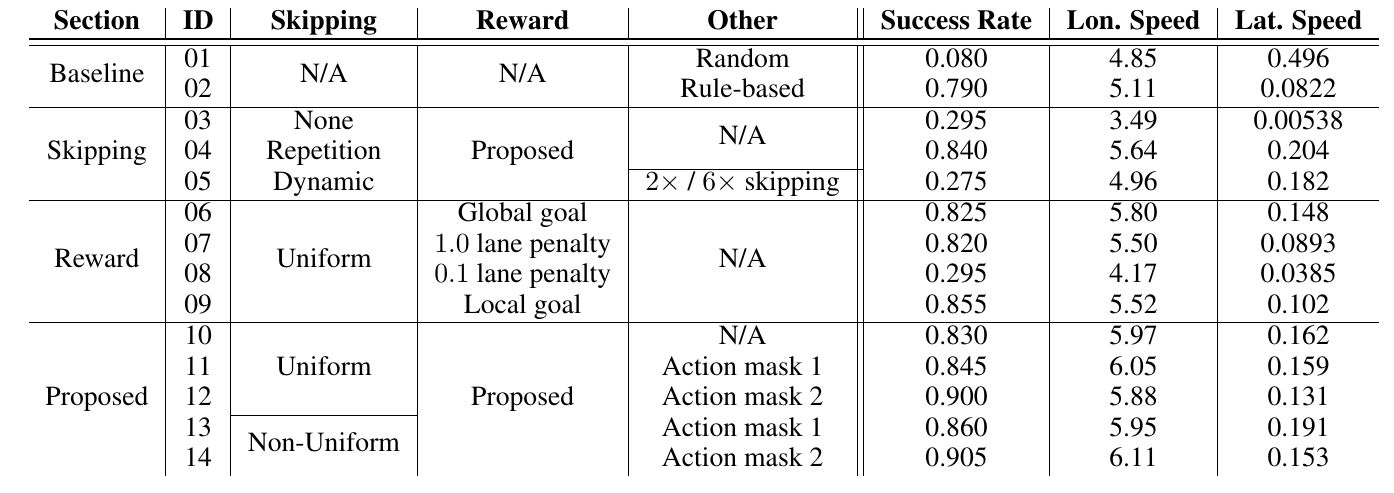 Section ID Skipping Reward Other Success Rate Lon. Speed Lat. Speed
Baseline 01 N/A N/A Random 0.080 4.85 0.496
02 Rule-based 0.790 5.11 0.0822
Skipping 03 None Proposed N/A 0.295 3.49 0.00538
04 Repetition 0.840 5.64 0.204
05 Dynamic 2× / 6× skipping 0.275 4.96 0.182
Reward 06 Uniform Global goal N/A 0.825 5.80 0.148
07 1.0 lane penalty 0.820 5.50 0.0893
08 0.1 lane penalty 0.295 4.17 0.0385
09 Local goal 0.855 5.52 0.102
Proposed 10 Uniform Proposed N/A 0.830 5.97 0.162
11 Action mask 1 0.845 6.05 0.159
12 Action mask 2 0.900 5.88 0.131
13 Non-Uniform Action mask 1 0.860 5.95 0.191
14 Action mask 2 0.905 6.11 0.153